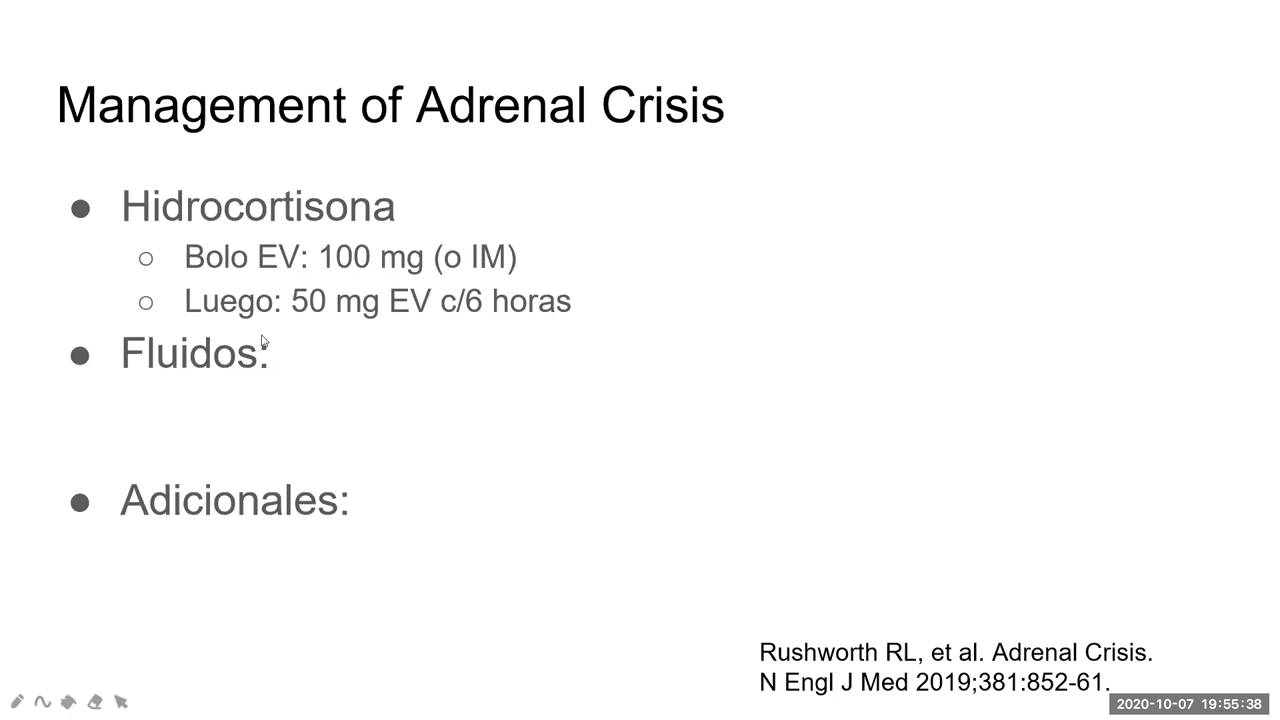 Management of Adrenal Crisis
● Hidrocortisona
○ Bolo EV: 100 mg (o IM)
○ Luego: 50 mg EV c/6 horas
● Fluidos:
● Adicionales:
Rushworth RL, et al. Adrenal Crisis.
N Engl J Med 2019;381:852-61.
2020-10-07 19:55:38